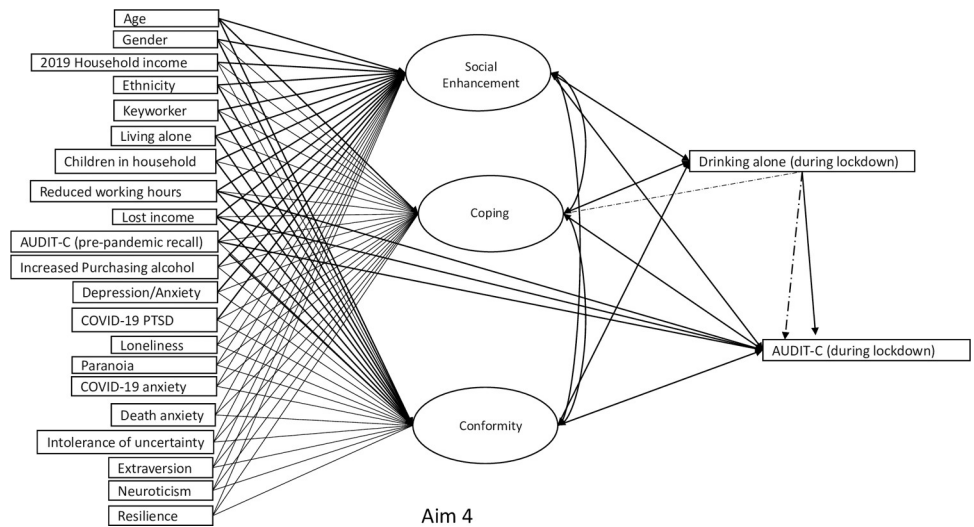 Age
Gender
2019 Household income
Ethnicity
Keyworker
Living alone
Children in household
Reduced working hours
Lost income
AUDIT-C (pre-pandemic recall)
Increased Purchasing alcohol
Depression/Anxiety
COVID-19 PTSD
Loneliness
Paranoia
COVID-19 anxiety
Death anxiety
Intolerance of uncertainty
Extraversion
Neuroticism
Resilience
Social
Enhancement
Coping
Conformity
Drinking alone (during lockdown)
AUDIT-C (during lockdown)
Aim 4